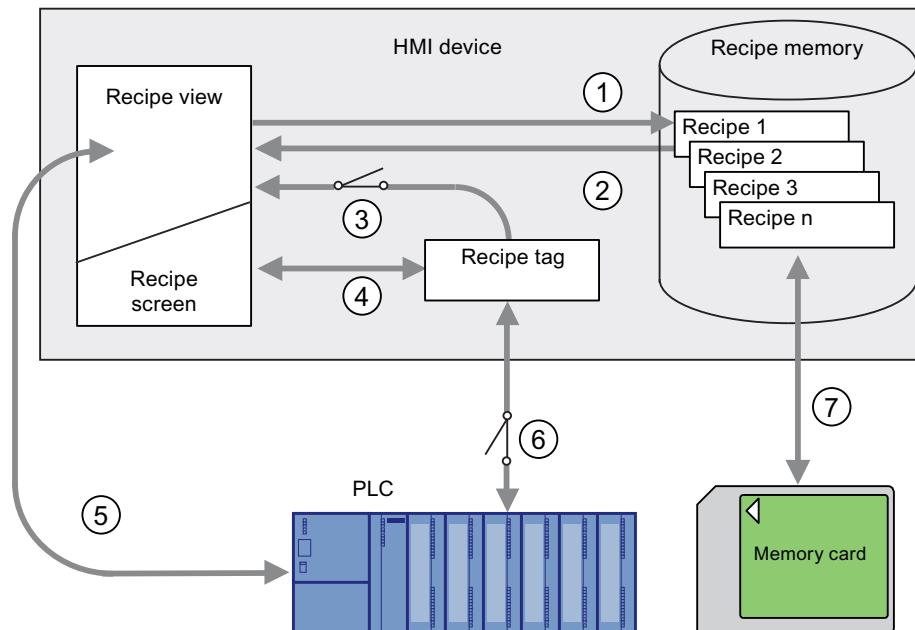 HMI device
Recipe memory
Recipe view
1
Recipe 1
Recipe 2
2
Recipe 3
3
Recipe n
Recipe tag
Recipe
screen
4
7
6
PLC
5
Memory card